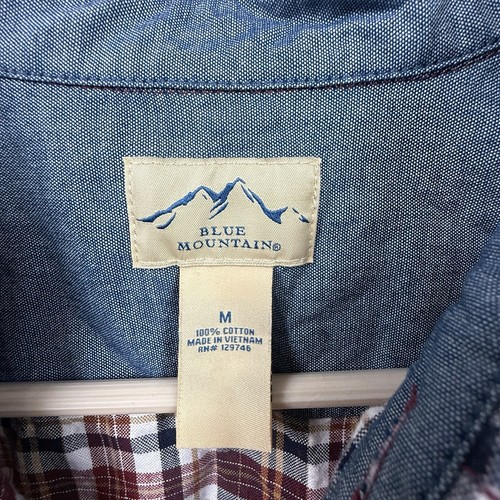 BLUE
MOUNTAIN®
M
100% COTTON
MADE IN VIETNAM
RN# 129746